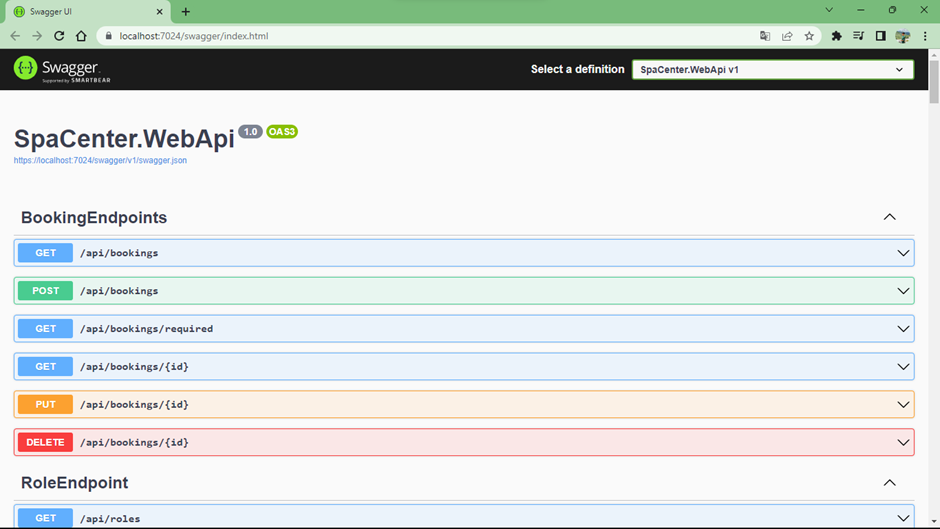 Swagger UI
localhost:7024/swagger/index.html
Swagger
Supported by SMARTBEAR
Select a definition
SpaCenter.WebApi v1
SpaCenter.WebApi 1.0 OAS3
https://localhost:7024/swagger/v1/swagger.json
BookingEndpoints
GET /api/bookings
POST /api/bookings
GET /api/bookings/required
GET /api/bookings/{id}
PUT /api/bookings/{id}
DELETE /api/bookings/{id}
RoleEndpoint
GET /api/roles